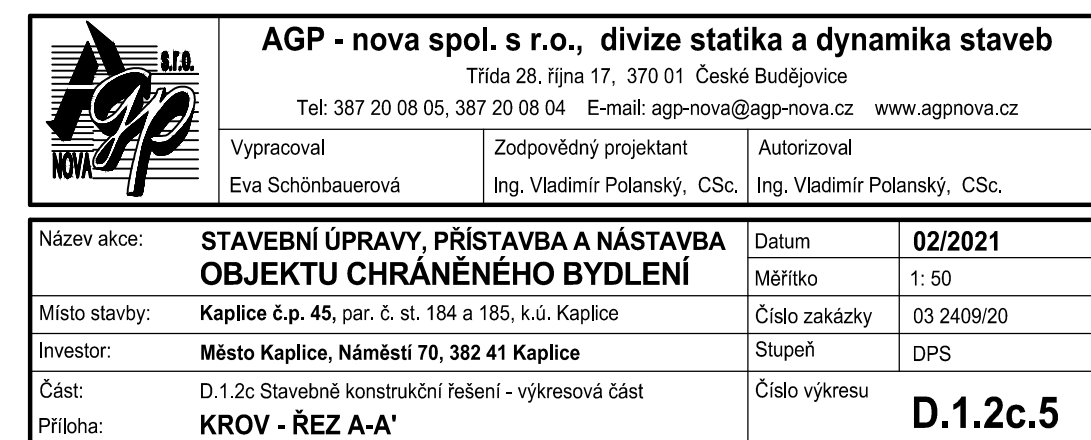 s.r.o.
Agp
NOVA
AGP - nova spol. s r.o., divize statika a dynamika staveb
Třída 28. října 17, 370 01 České Budějovice
Tel: 387 20 08 05, 387 20 08 04 E-mail: agp-nova@agp-nova.cz www.agpnova.cz
Vypracoval Zodpovědný projektant Autorizoval
Eva Schönbauerová Ing. Vladimír Polanský, CSc. Ing. Vladimír Polanský, CSc.
Název akce: STAVEBNÍ ÚPRAVY, PŘÍSTAVBA A NÁSTAVBA Datum 02/2021
OBJEKTU CHRÁNĚNÉHO BYDLENÍ Měřítko 1: 50
Místo stavby: Kaplice č.p. 45, par. č. st. 184 a 185, k.ú. Kaplice Číslo zakázky 03 2409/20
Investor: Město Kaplice, Náměstí 70, 382 41 Kaplice Stupeň DPS
Část: D.1.2c Stavebně konstrukční řešení - výkresová část Číslo výkresu D.1.2c.5
Příloha: KROV - ŘEZ A-A'